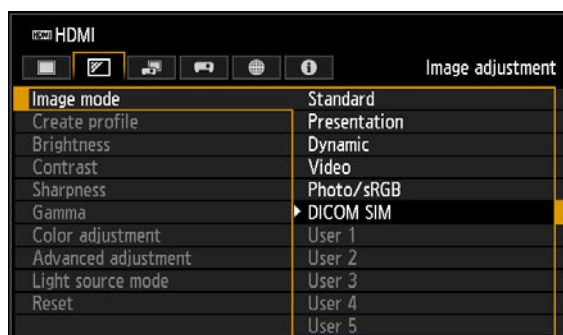 HDMI HDMI
Image adjustment
Image mode
Create profile
Brightness
Contrast
Sharpness
Gamma
Color adjustment
Advanced adjustment
Light source mode
Reset
Standard
Presentation
Dynamic
Video
Photo/sRGB
DICOM SIM
User 1
User 2
User 3
User 4
User 5